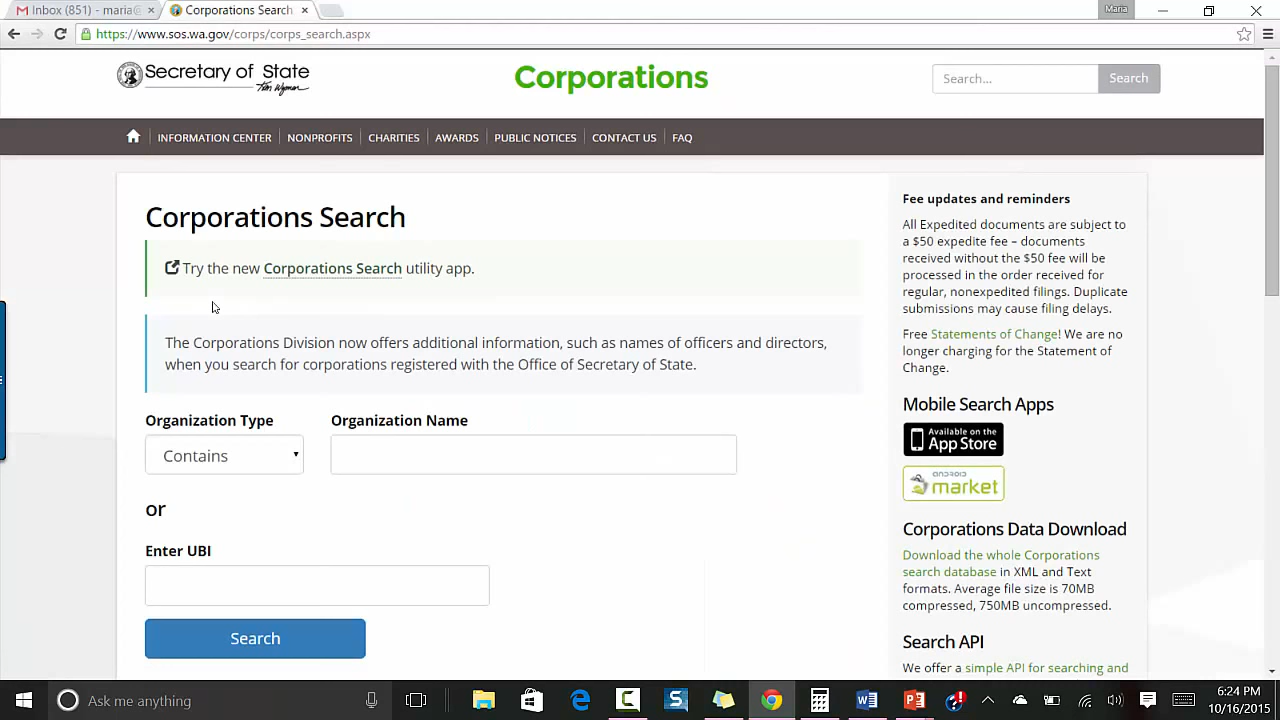 Inbox (851) - maria@
Corporations Search
Maria
https://www.sos.wa.gov/corps/corps_search.aspx
Secretary of State
Kim Wyman
Corporations
Search...
Search
INFORMATION CENTER
NONPROFITS
CHARITIES
AWARDS
PUBLIC NOTICES
CONTACT US
FAQ
Corporations Search
Try the new Corporations Search utility app.
The Corporations Division now offers additional information, such as names of officers and directors,
when you search for corporations registered with the Office of Secretary of State.
Organization Type
Organization Name
Contains
or
Enter UBI
Search
Fee updates and reminders
All Expedited documents are subject to
a $50 expedite fee – documents
received without the $50 fee will be
processed in the order received for
regular, nonexpedited filings. Duplicate
submissions may cause filing delays.
Free Statements of Change! We are no
longer charging for the Statement of
Change.
Mobile Search Apps
Available on the
App Store
ANDROID
market
Corporations Data Download
Download the whole Corporations
search database in XML and Text
formats. Average file size is 70MB
compressed, 750MB uncompressed.
Search API
We offer a simple API for searching and
Ask me anything
6:24 PM
10/16/2015